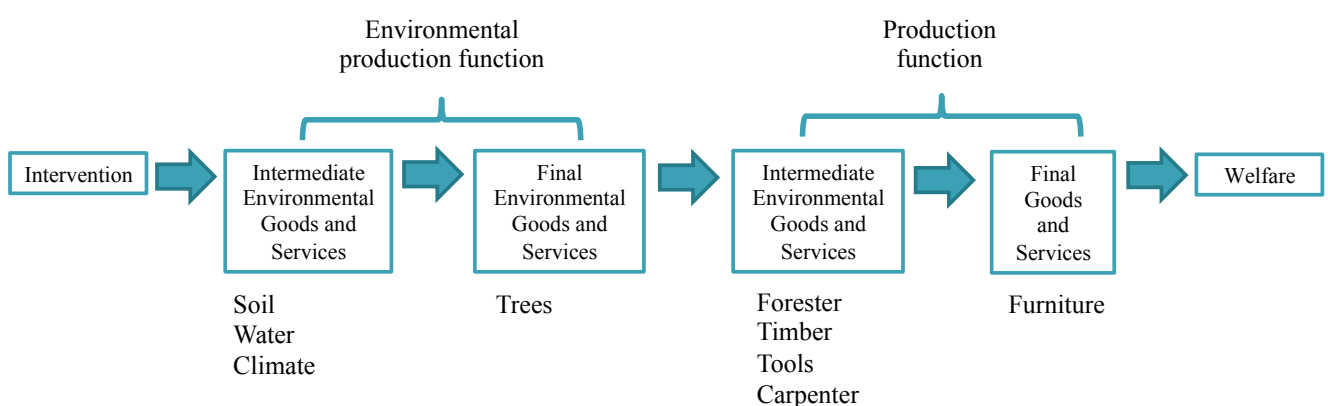 Environmental
production function
Production
function
Intervention
Intermediate
Environmental
Goods and
Services
Final
Environmental
Goods and
Services
Intermediate
Environmental
Goods and
Services
Final
Goods
and
Services
Welfare
Soil
Water
Climate
Trees
Forester
Timber
Tools
Carpenter
Furniture